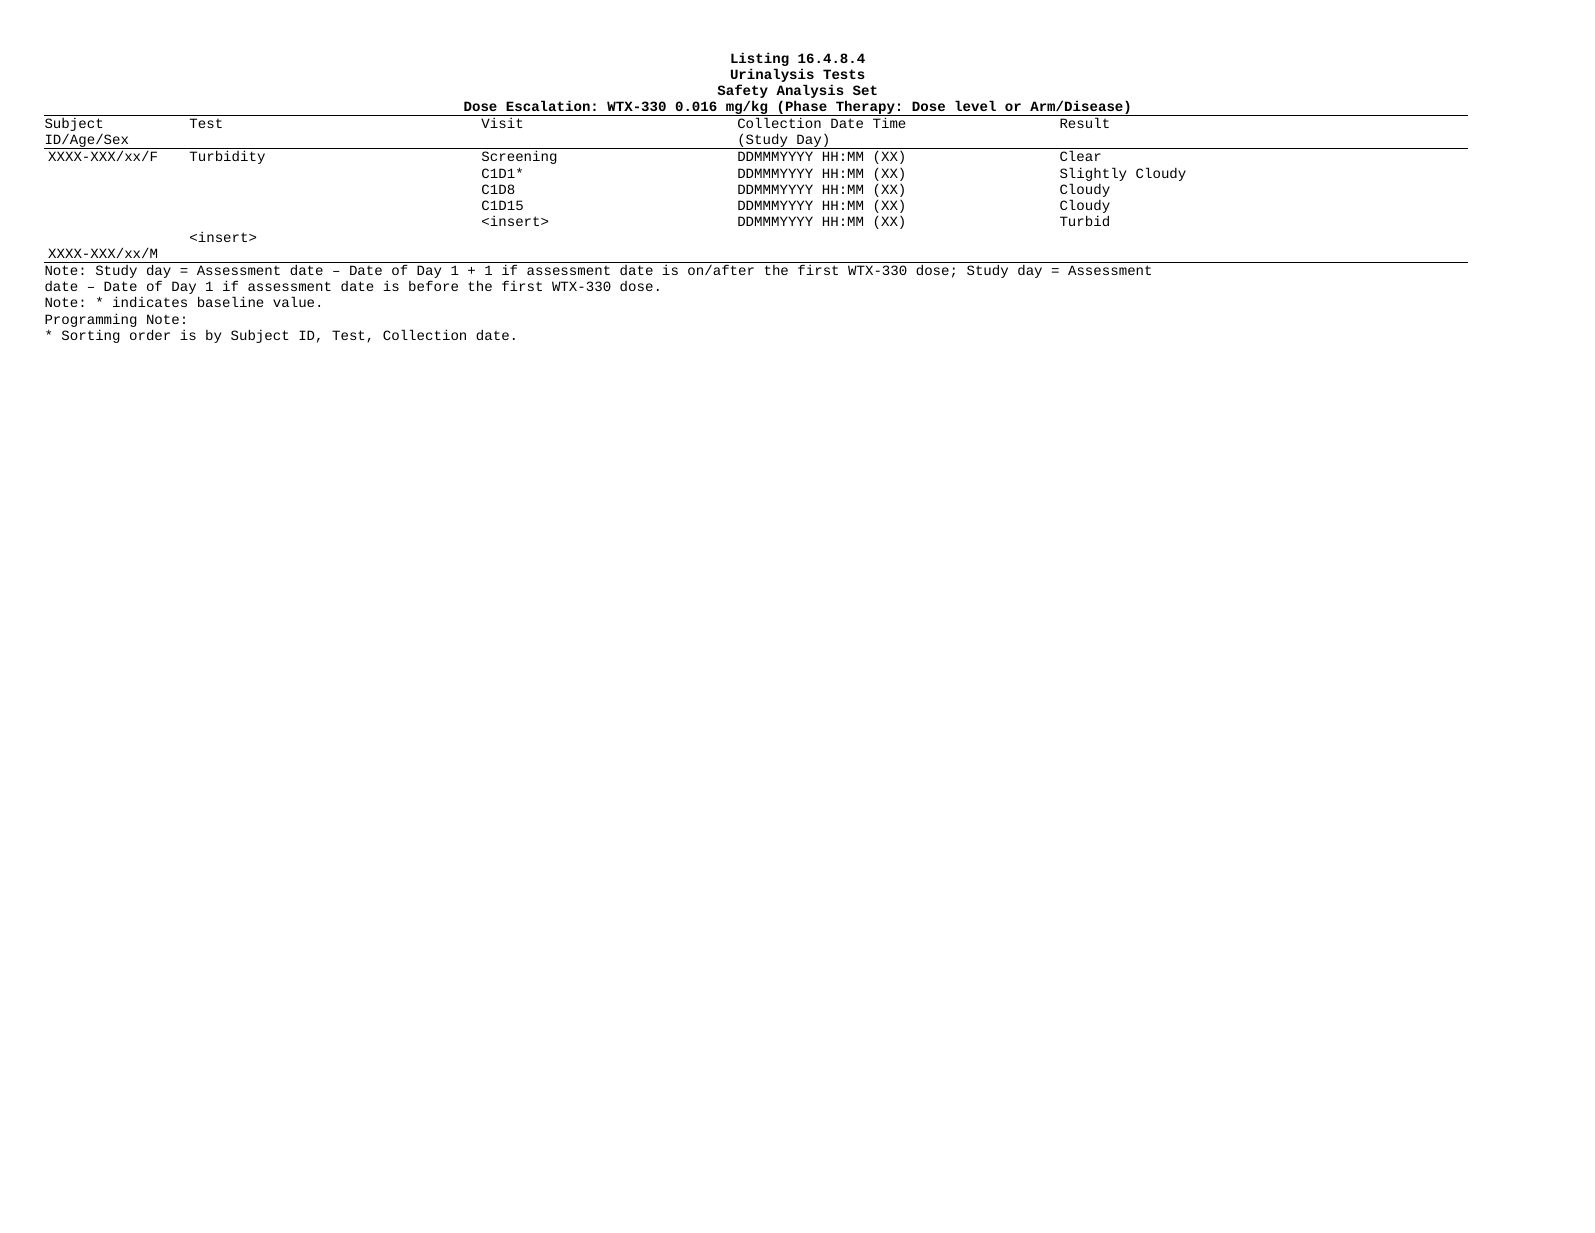 Listing 16.4.8.4
Urinalysis Tests
Safety Analysis Set
Dose Escalation: WTX-330 0.016 mg/kg (Phase Therapy: Dose level or Arm/Disease)
Subject Test Visit Collection Date Time Result
ID/Age/Sex (Study Day)
XXXX-XXX/xx/F Turbidity Screening DDMMMYYYY HH:MM (XX) Clear
C1D1* DDMMMYYYY HH:MM (XX) Slightly Cloudy
C1D8 DDMMMYYYY HH:MM (XX) Cloudy
C1D15 DDMMMYYYY HH:MM (XX) Cloudy
<insert> DDMMMYYYY HH:MM (XX) Turbid
<insert>
XXXX-XXX/xx/M
Note: Study day = Assessment date – Date of Day 1 + 1 if assessment date is on/after the first WTX-330 dose; Study day = Assessment
date – Date of Day 1 if assessment date is before the first WTX-330 dose.
Note: * indicates baseline value.
Programming Note:
* Sorting order is by Subject ID, Test, Collection date.